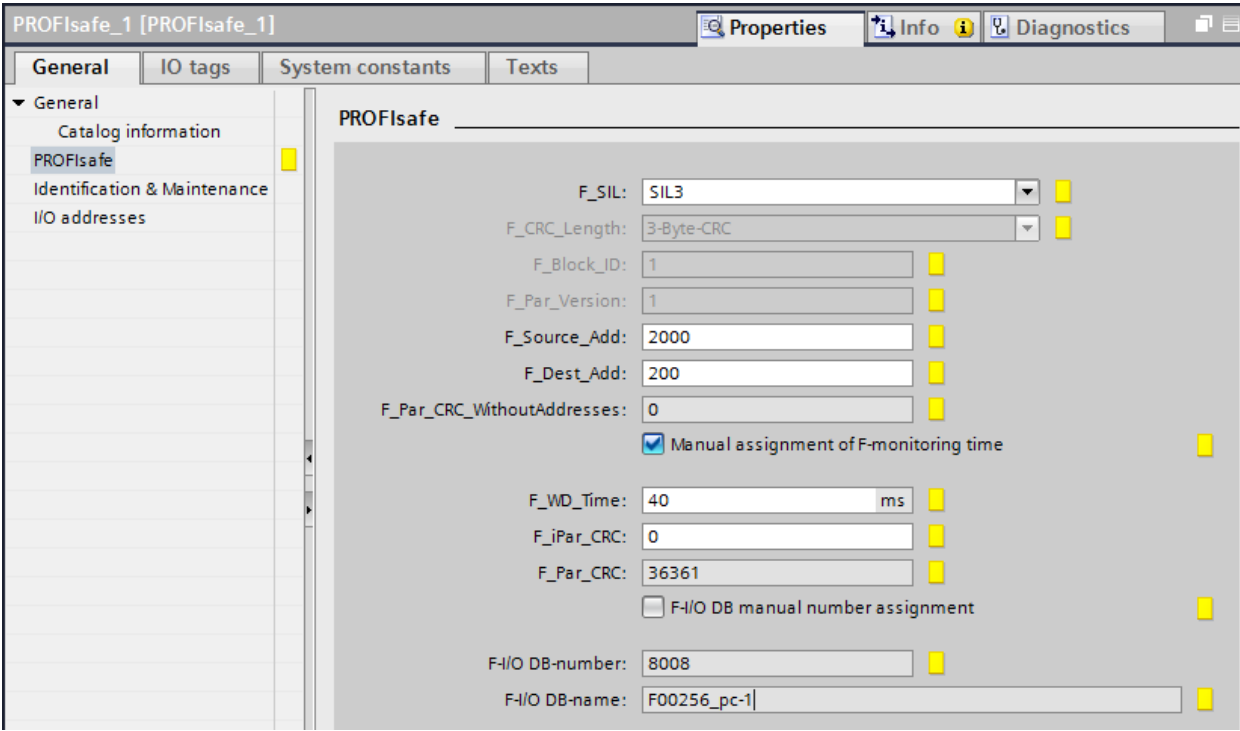 PROFIsafe_1 [PROFIsafe_1]
Properties
Info
Diagnostics
General
IO tags
System constants
Texts
General
Catalog information
PROFIsafe
Identification & Maintenance
I/O addresses
PROFIsafe
F_SIL: SIL3
F_CRC_Length: 3-Byte-CRC
F_Block_ID: 1
F_Par_Version: 1
F_Source_Add: 2000
F_Dest_Add: 200
F_Par_CRC_WithoutAddresses: 0
Manual assignment of F-monitoring time
F_WD_Time: 40 ms
F_iPar_CRC: 0
F_Par_CRC: 36361
F-I/O DB manual number assignment
F-I/O DB-number: 8008
F-I/O DB-name: F00256_pc-1